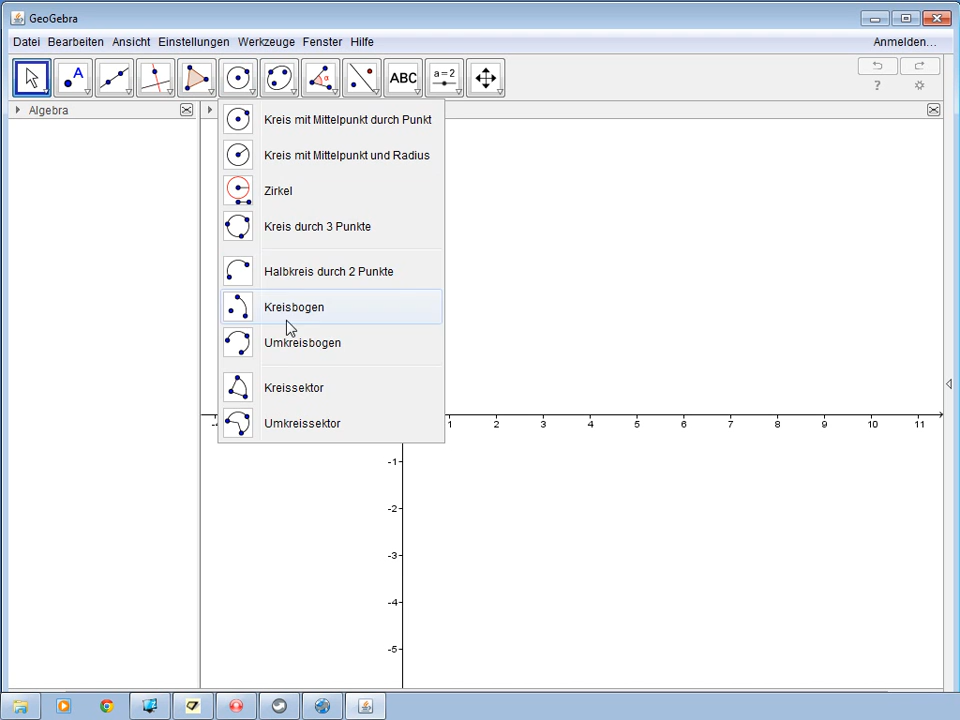 GeoGebra
Datei Bearbeiten Ansicht Einstellungen Werkzeuge Fenster Hilfe Anmelden...
A α ABC a=2 ?
Algebra
Kreis mit Mittelpunkt durch Punkt
Kreis mit Mittelpunkt und Radius
Zirkel
Kreis durch 3 Punkte
Halbkreis durch 2 Punkte
Kreisbogen
Umkreisbogen
Kreissektor
Umkreissektor
1 2 3 4 5 6 7 8 9 10 11
-1
-2
-3
-4
-5